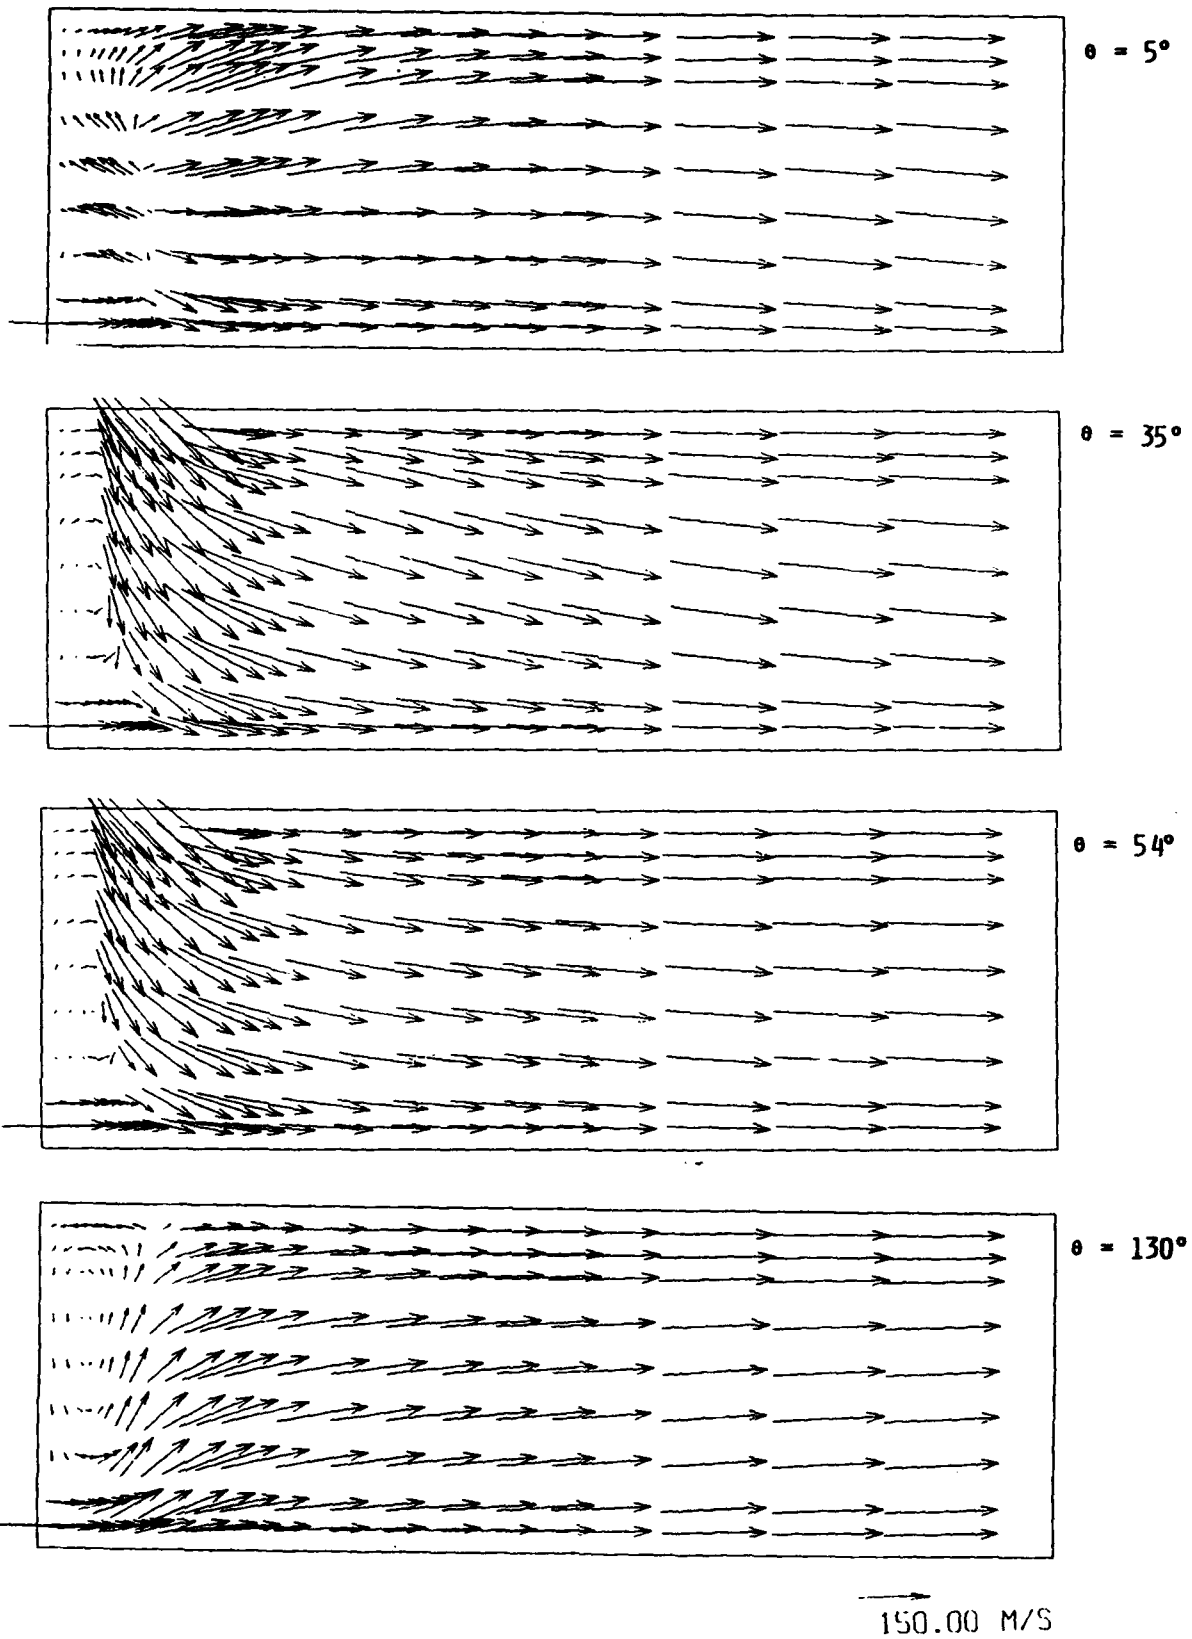 θ = 5°
θ = 35°
θ = 54°
θ = 130°
150.00 M/S